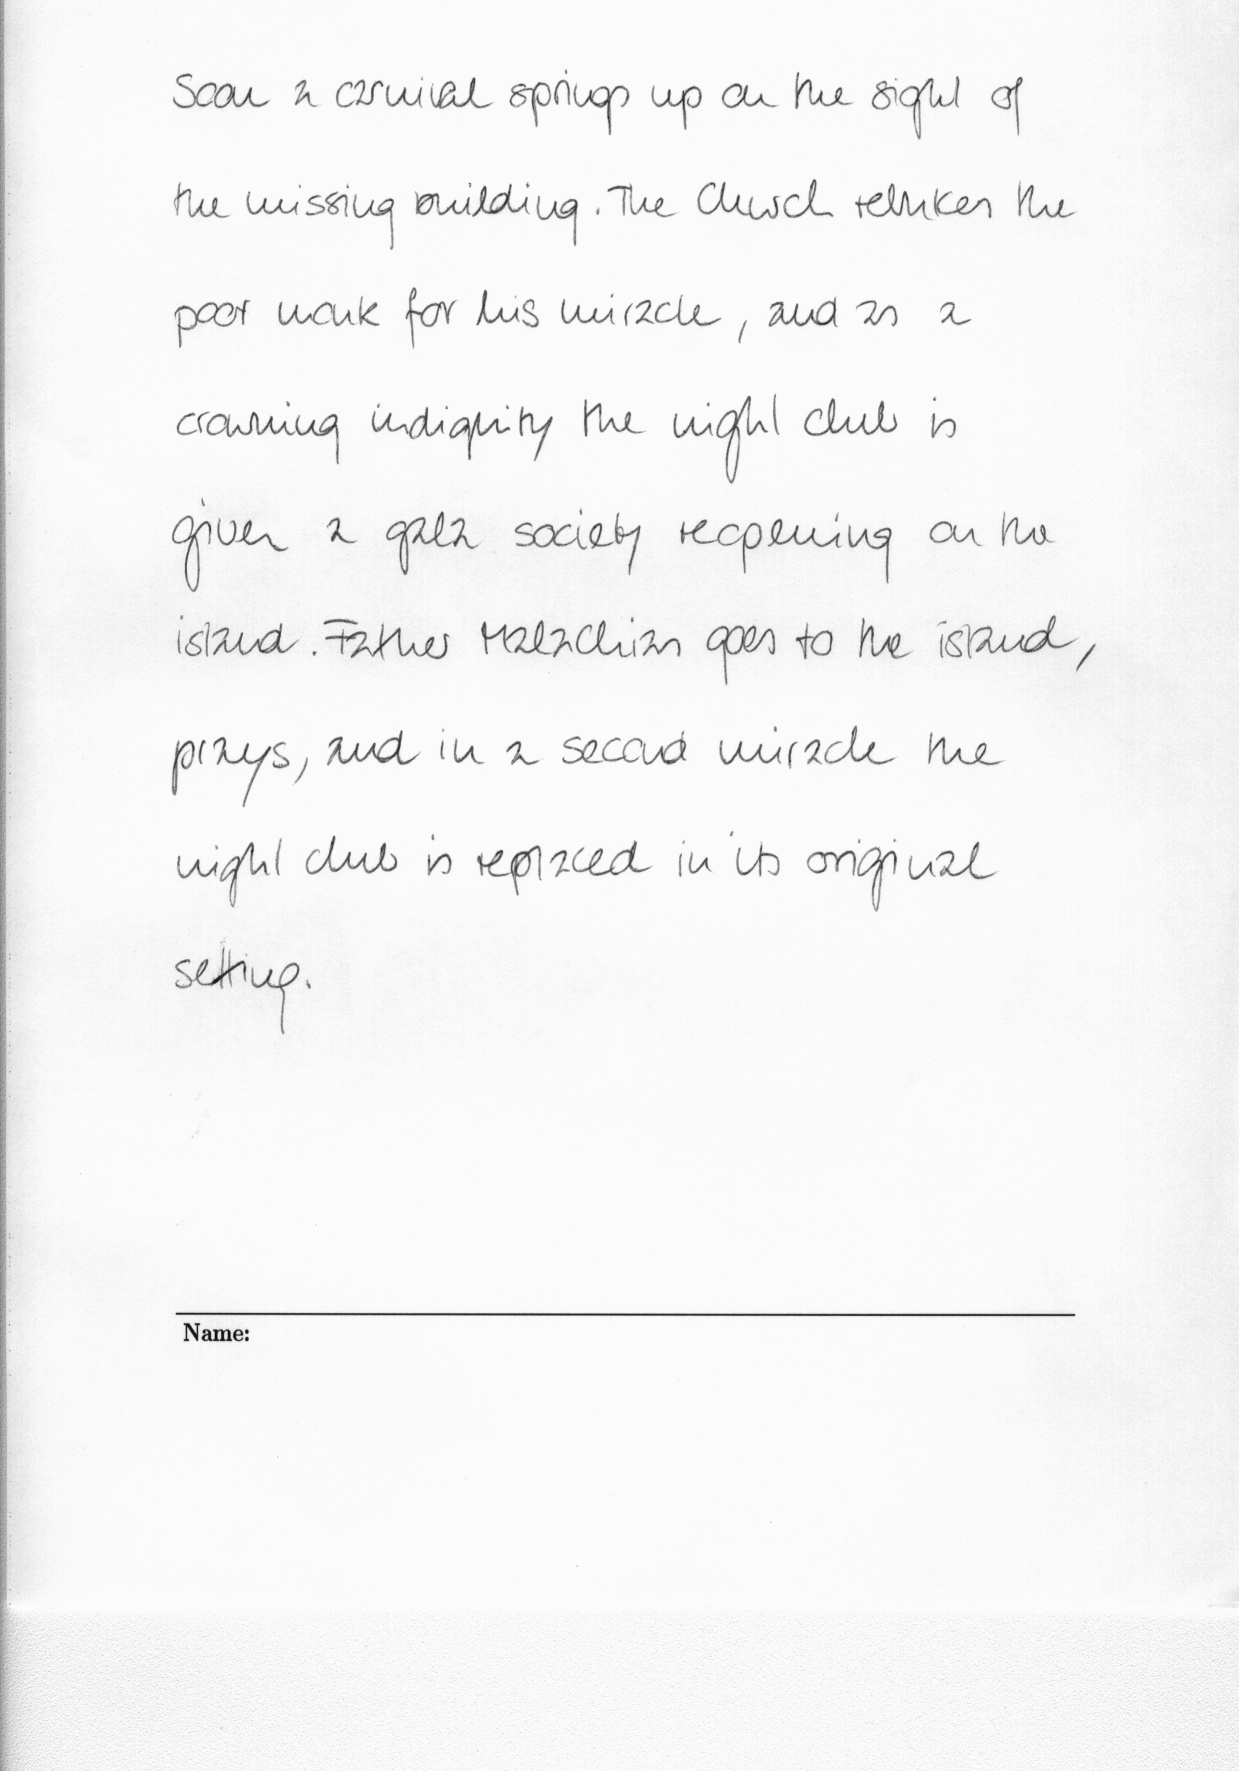 Soon a carnival springs up on the sight of
the missing building. The Church rebukes the
poor monk for his miracle, and as a
crowning indignity the night club is
given a gala society reopening on the
island. Father Malachias goes to the island,
prays, and in a second miracle the
night club is replaced in its original
setting.
Name: